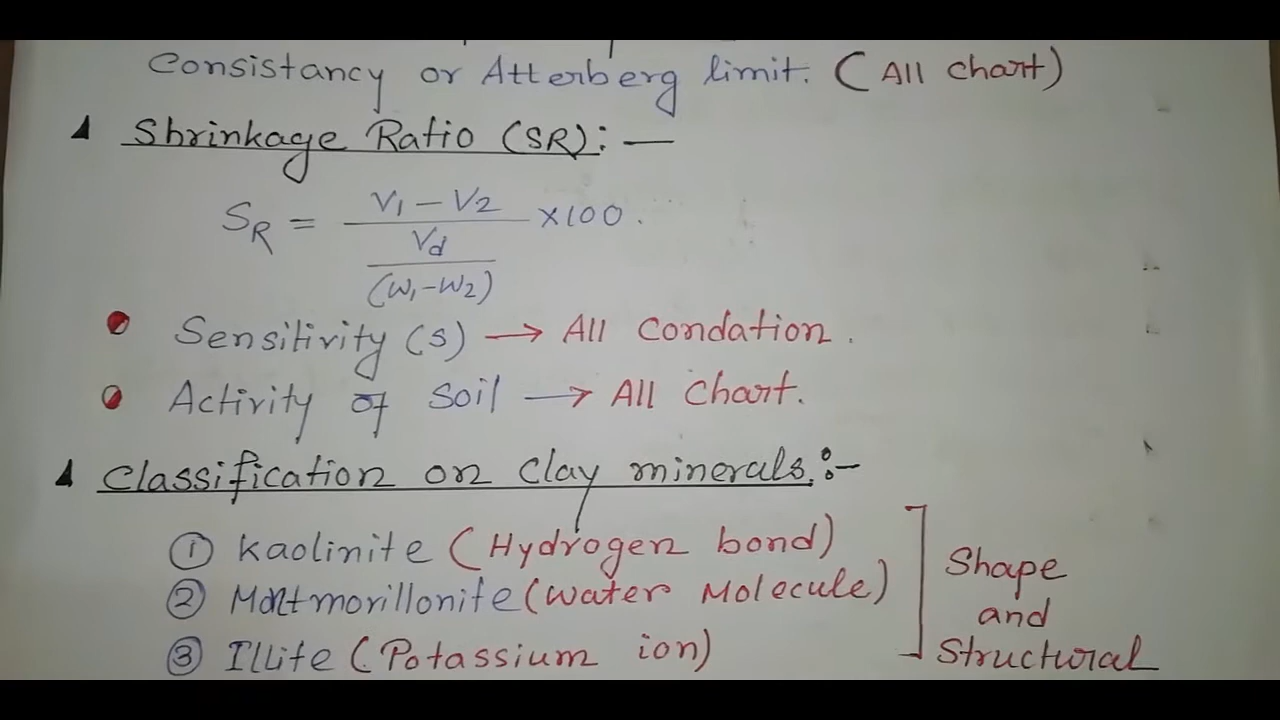 Consistancy or Atterberg limit. (All chart)
Shrinkage Ratio (SR):—
SR = V1 - V2 / Vd / (W1-W2) ×100.
Sensitivity (S) → All Condation.
Activity of Soil → All Chart.
Classification on Clay minerals:-
① Kaolinite (Hydrogen bond)
② Montmorillonite (Water Molecule)
③ Illite (Potassium ion)
Shape
and
Structural